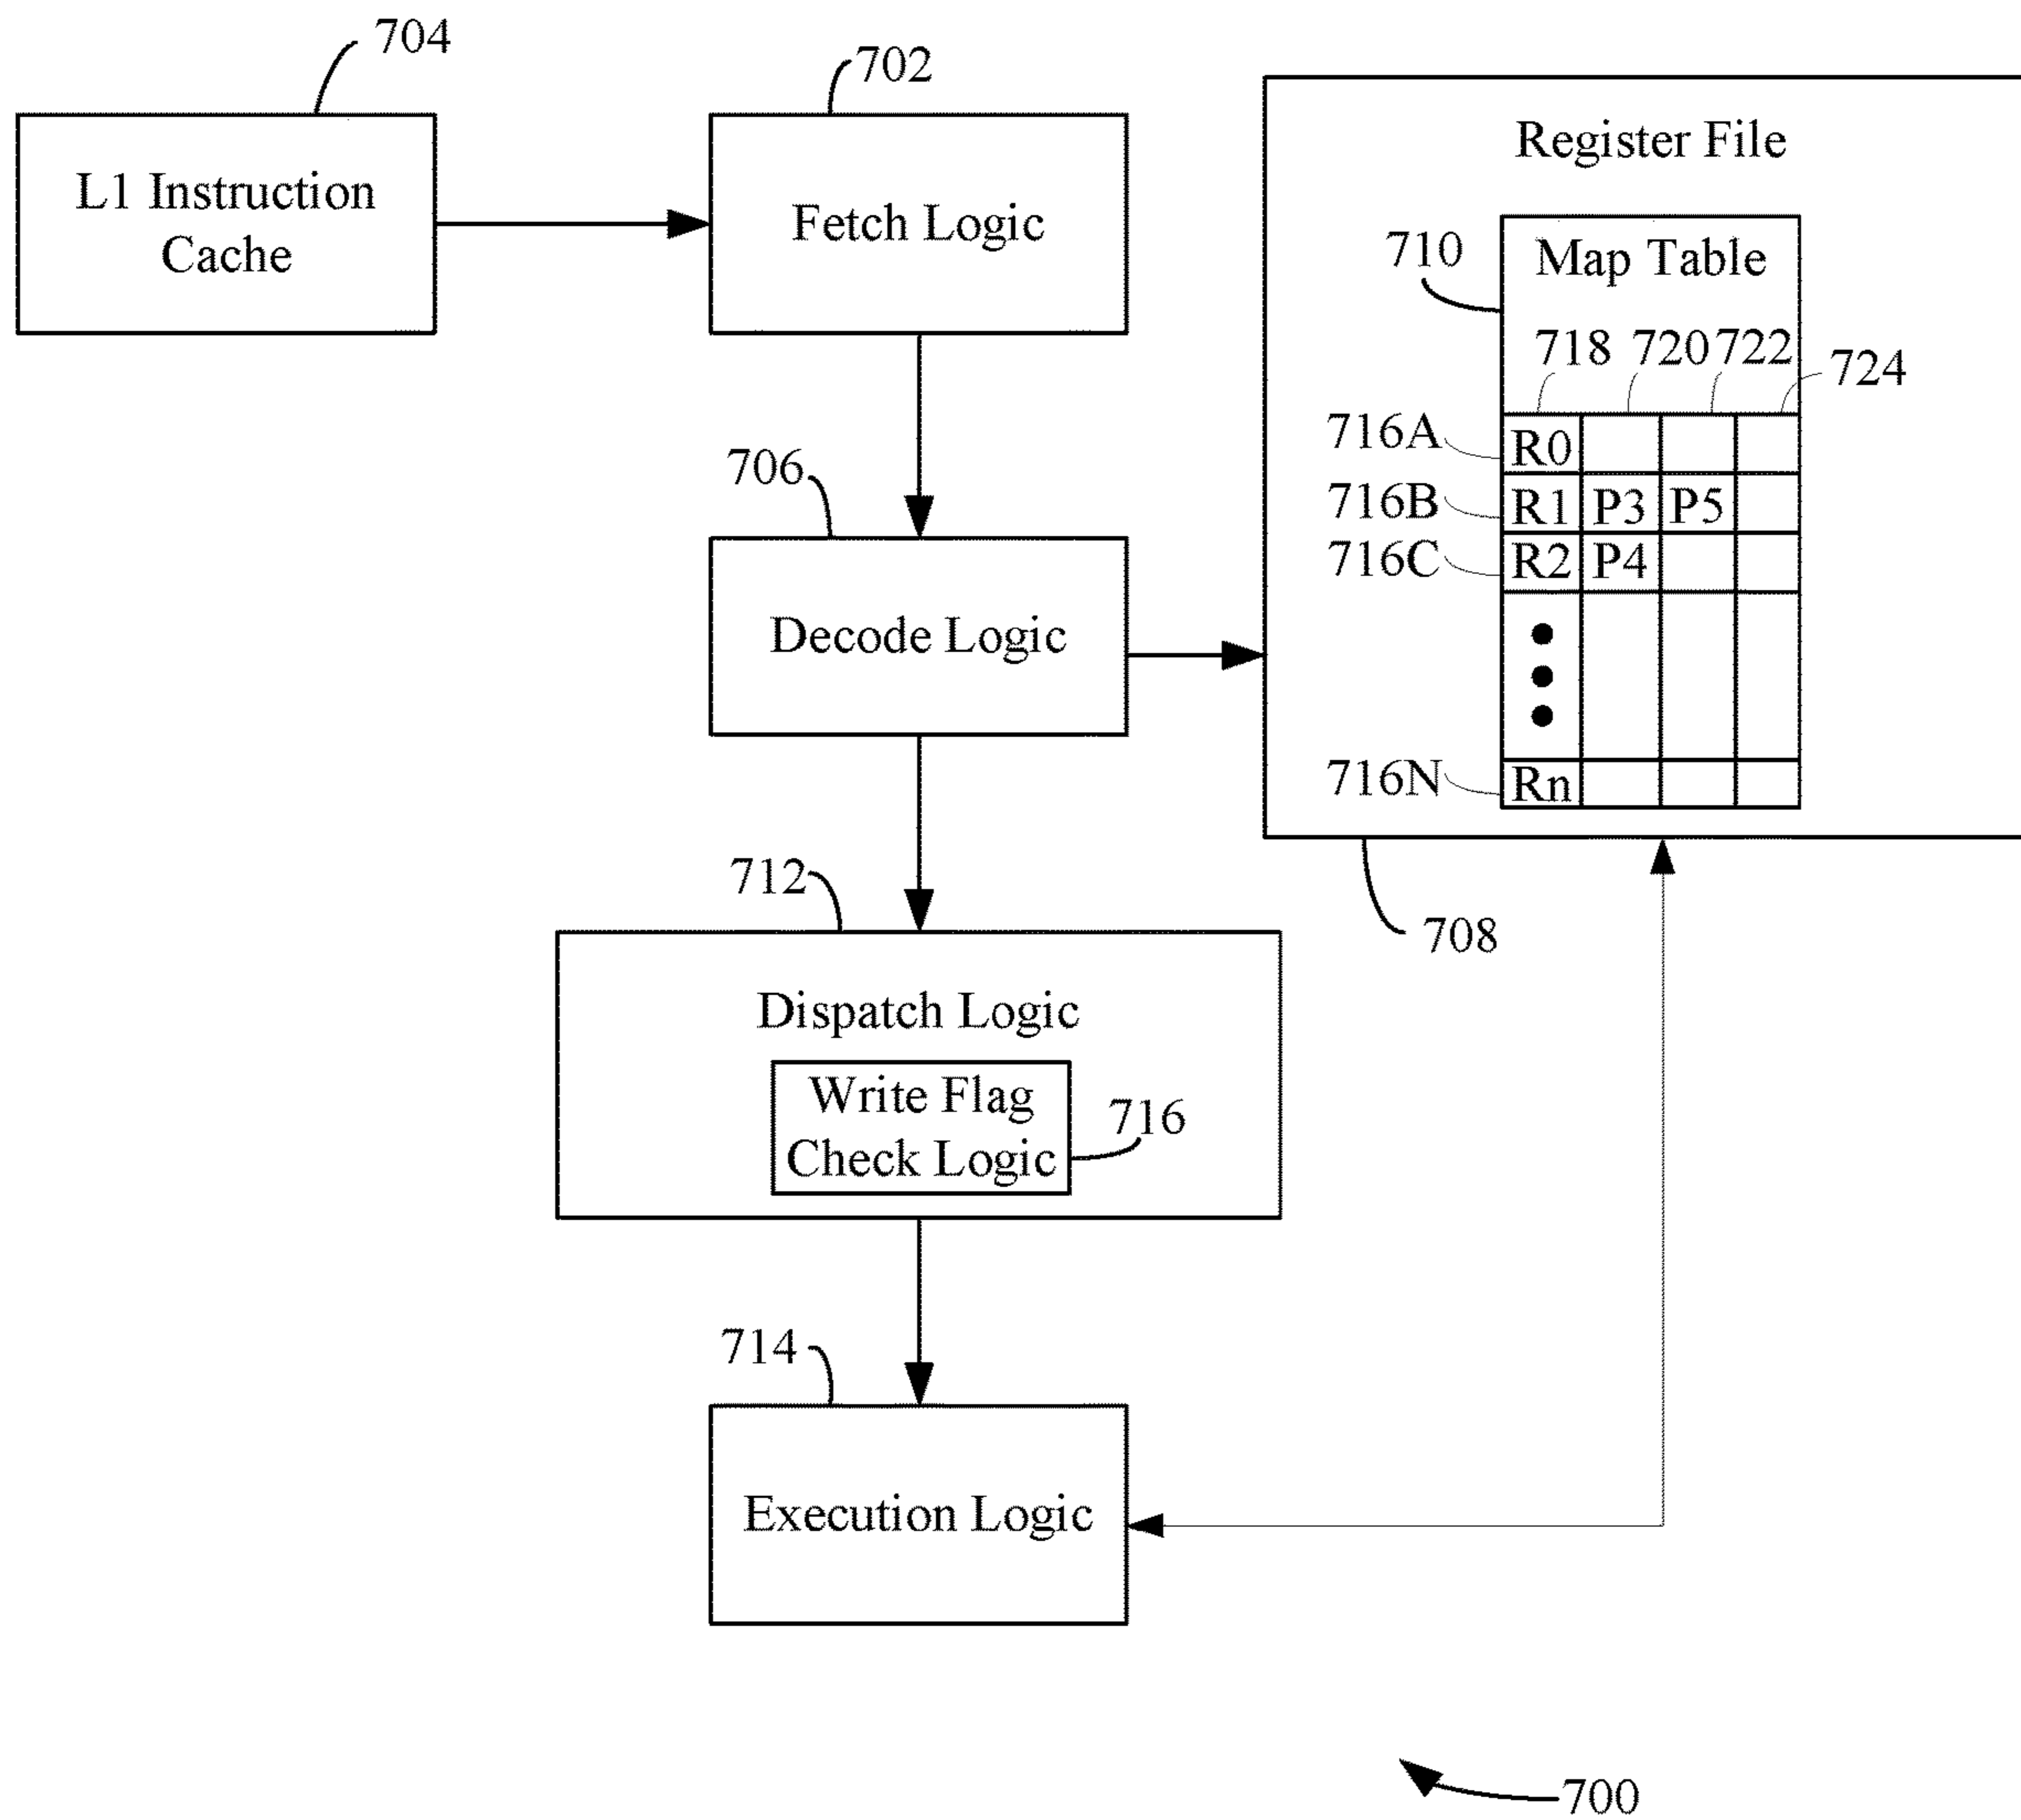 704
702
L1 Instruction
Cache
Fetch Logic
Register File
710
Map Table
718 720 722 724
716A R0
716B R1 P3 P5
716C R2 P4
716N Rn
706
Decode Logic
708
712
Dispatch Logic
Write Flag
Check Logic
716
714
Execution Logic
700